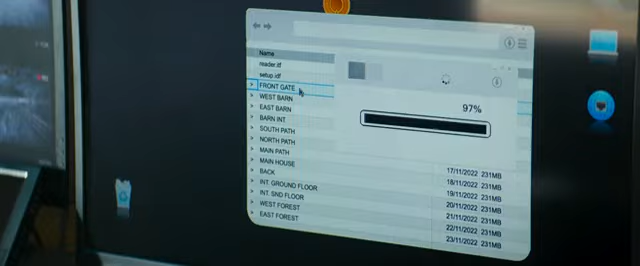 Name
reader.itf
setup.idf
> FRONT GATE
> WEST BARN
> EAST BARN
> BARN INT
> SOUTH PATH
> NORTH PATH
> MAIN PATH
> MAIN HOUSE
> BACK
> INT. GROUND FLOOR
> INT. SND FLOOR
> WEST FOREST
> EAST FOREST
97%
17/11/2022 231MB
18/11/2022 231MB
19/11/2022 231MB
20/11/2022 231MB
21/11/2022 231MB
22/11/2022 231MB
23/11/2022 231MB